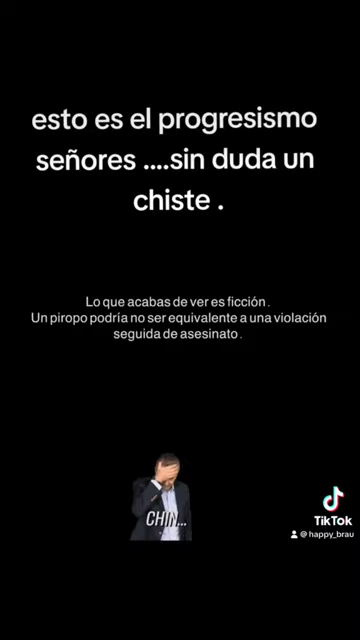 esto es el progresismo
señores ....sin duda un
chiste .
Lo que acabas de ver es ficción.
Un piropo podría no ser equivalente a una violación
seguida de asesinato.
CHIN...
TikTok
@happy_brau